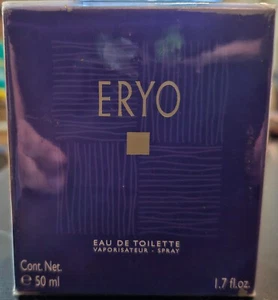 ERYO
EAU DE TOILETTE
VAPORISATEUR - SPRAY
Cont. Net.
℮ 50 ml
1.7 fl.oz.